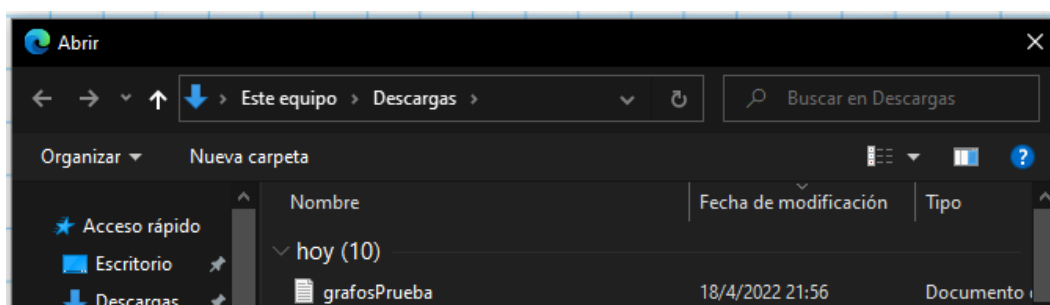 Abrir
Este equipo > Descargas >
Buscar en Descargas
Organizar
Nueva carpeta
Nombre
Fecha de modificación
Tipo
Acceso rápido
hoy (10)
Escritorio
grafosPrueba
18/4/2022 21:56
Documento
Descargas